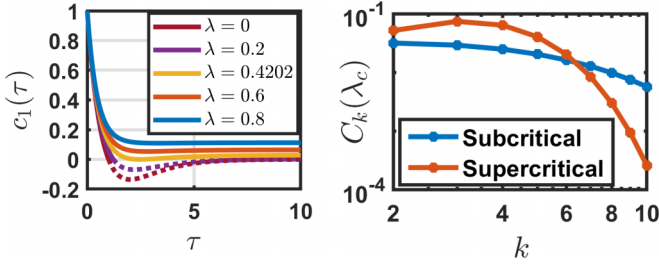 1
0.8
0.6
0.4
0.2
0
-0.2
c₁(τ)
λ = 0
λ = 0.2
λ = 0.4202
λ = 0.6
λ = 0.8
0 5 10
τ
10⁻¹
10⁻⁴
Cₖ(λ_c)
Subcritical
Supercritical
2 4 6 8 10
k